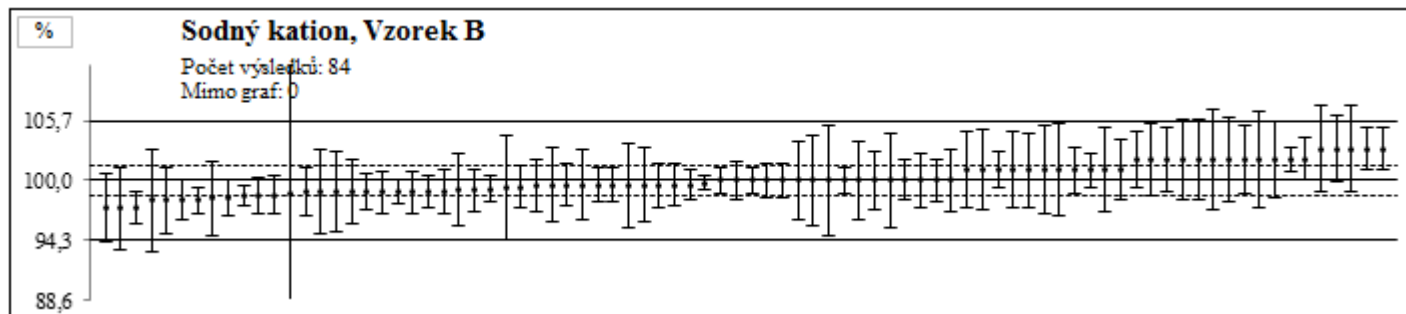 %
Sodný kation, Vzorek B
Počet výsledků: 84
Mimo graf: 0
105,7
100,0
94,3
88,6